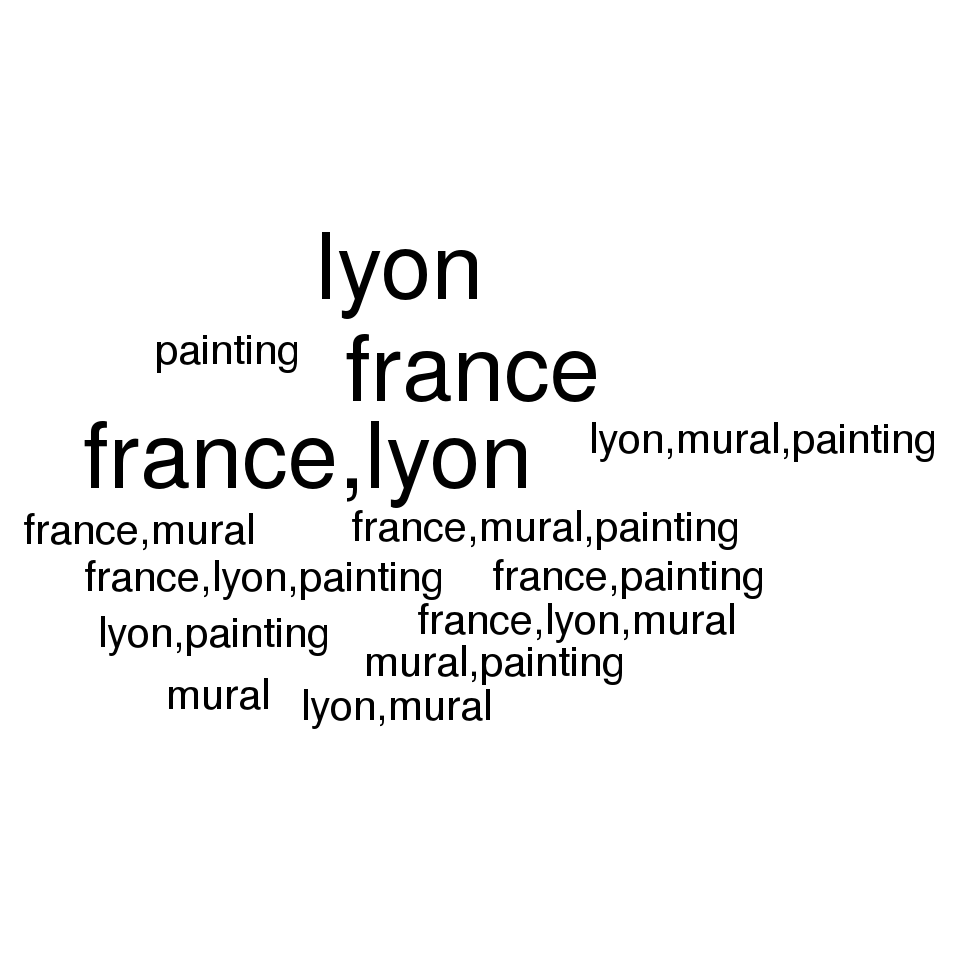 lyon
painting
france
france,lyon
lyon,mural,painting
france,mural
france,mural,painting
france,lyon,painting
france,painting
lyon,painting
france,lyon,mural
mural,painting
mural
lyon,mural